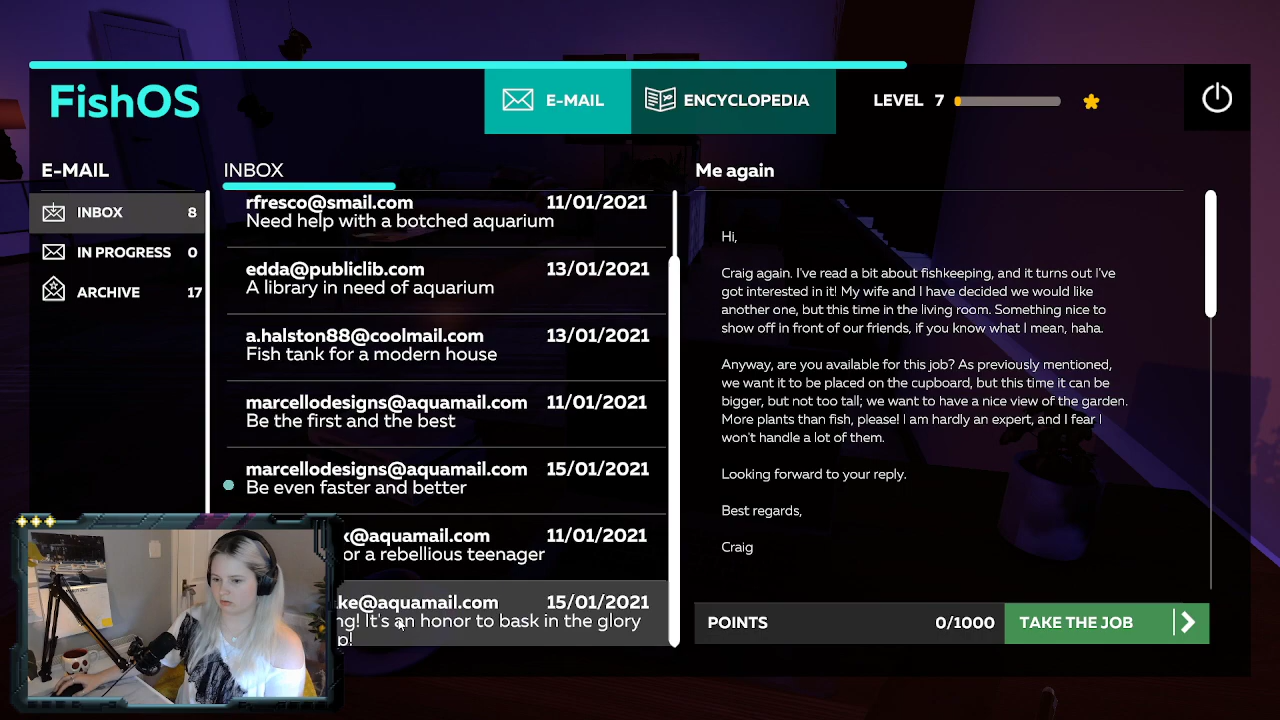 FishOS
E-MAIL
ENCYCLOPEDIA
LEVEL 7
E-MAIL
INBOX 8
IN PROGRESS 0
ARCHIVE 17
INBOX
rfresco@smail.com 11/01/2021
Need help with a botched aquarium
edda@publiclib.com 13/01/2021
A library in need of aquarium
a.halston88@coolmail.com 13/01/2021
Fish tank for a modern house
marcellodesigns@aquamail.com 11/01/2021
Be the first and the best
marcellodesigns@aquamail.com 15/01/2021
Be even faster and better
@aquamail.com 11/01/2021
or a rebellious teenager
ke@aquamail.com 15/01/2021
ng! It's an honor to bask in the glory
p!
Me again
Hi,
Craig again. I've read a bit about fishkeeping, and it turns out I've
got interested in it! My wife and I have decided we would like
another one, but this time in the living room. Something nice to
show off in front of our friends, if you know what I mean, haha.
Anyway, are you available for this job? As previously mentioned,
we want it to be placed on the cupboard, but this time it can be
bigger, but not too tall; we want to have a nice view of the garden.
More plants than fish, please! I am hardly an expert, and I fear I
won't handle a lot of them.
Looking forward to your reply.
Best regards,
Craig
POINTS 0/1000
TAKE THE JOB